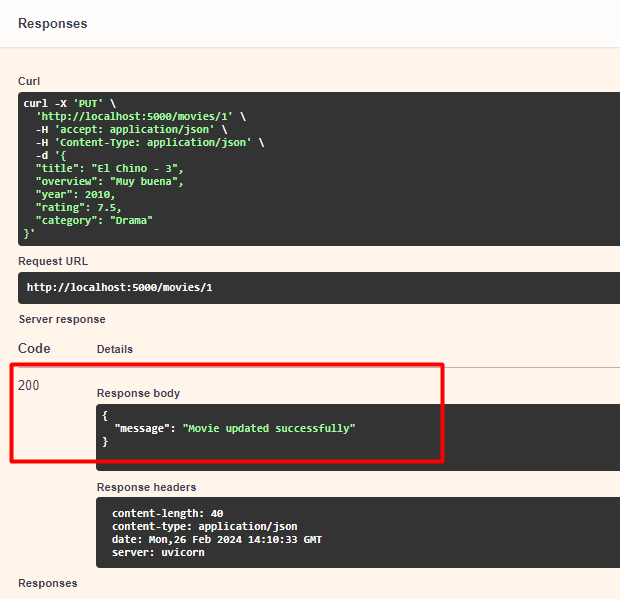 Responses
Curl
curl -X 'PUT' \
'http://localhost:5000/movies/1' \
-H 'accept: application/json' \
-H 'Content-Type: application/json' \
-d '{
"title": "El Chino - 3",
"overview": "Muy buena",
"year": 2010,
"rating": 7.5,
"category": "Drama"
}'
Request URL
http://localhost:5000/movies/1
Server response
Code Details
200
Response body
{
"message": "Movie updated successfully"
}
Response headers
content-length: 40
content-type: application/json
date: Mon,26 Feb 2024 14:10:33 GMT
server: uvicorn
Responses